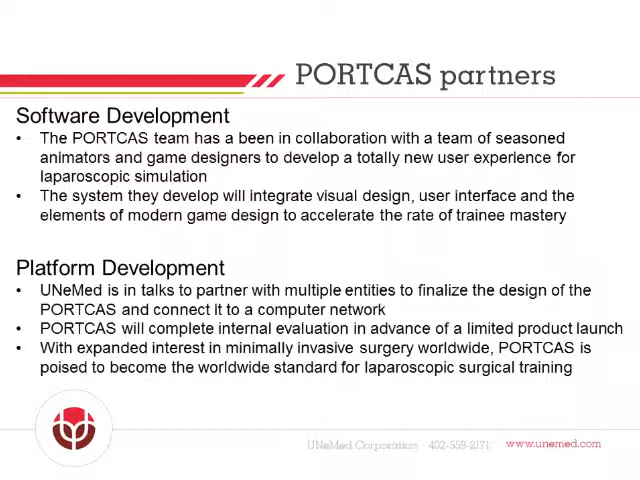 PORTCAS partners
Software Development
• The PORTCAS team has a been in collaboration with a team of seasoned
animators and game designers to develop a totally new user experience for
laparoscopic simulation
• The system they develop will integrate visual design, user interface and the
elements of modern game design to accelerate the rate of trainee mastery
Platform Development
• UNeMed is in talks to partner with multiple entities to finalize the design of the
PORTCAS and connect it to a computer network
• PORTCAS will complete internal evaluation in advance of a limited product launch
• With expanded interest in minimally invasive surgery worldwide, PORTCAS is
poised to become the worldwide standard for laparoscopic surgical training
UNeMed Corporation 402-559-2171 www.unemed.com